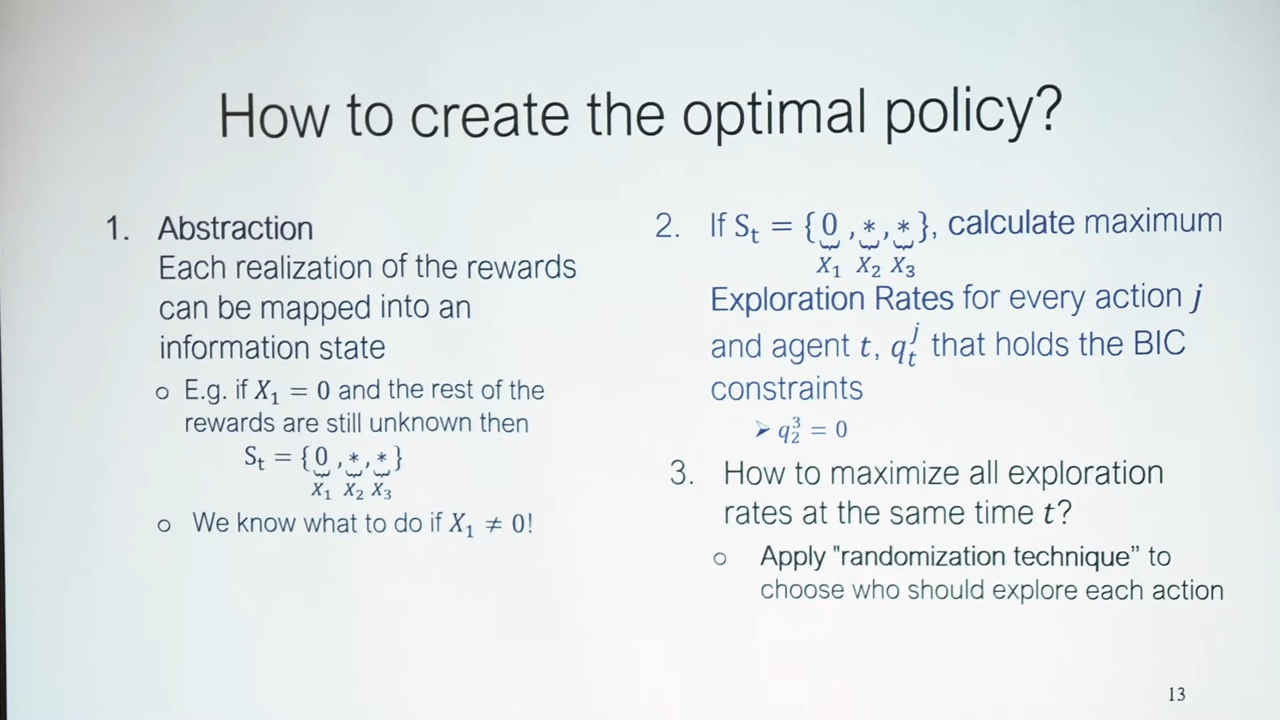 How to create the optimal policy?
1. Abstraction
Each realization of the rewards
can be mapped into an
information state
o E.g. if X₁ = 0 and the rest of the
rewards are still unknown then
Sₜ = {0 ,*,*}
X₁ X₂ X₃
o We know what to do if X₁ ≠ 0!
2. If Sₜ = {0 ,*,*}, calculate maximum
X₁ X₂ X₃
Exploration Rates for every action j
and agent t, qₜʲ that holds the BIC
constraints
➢ q₂³ = 0
3. How to maximize all exploration
rates at the same time t?
o Apply "randomization technique” to
choose who should explore each action
13